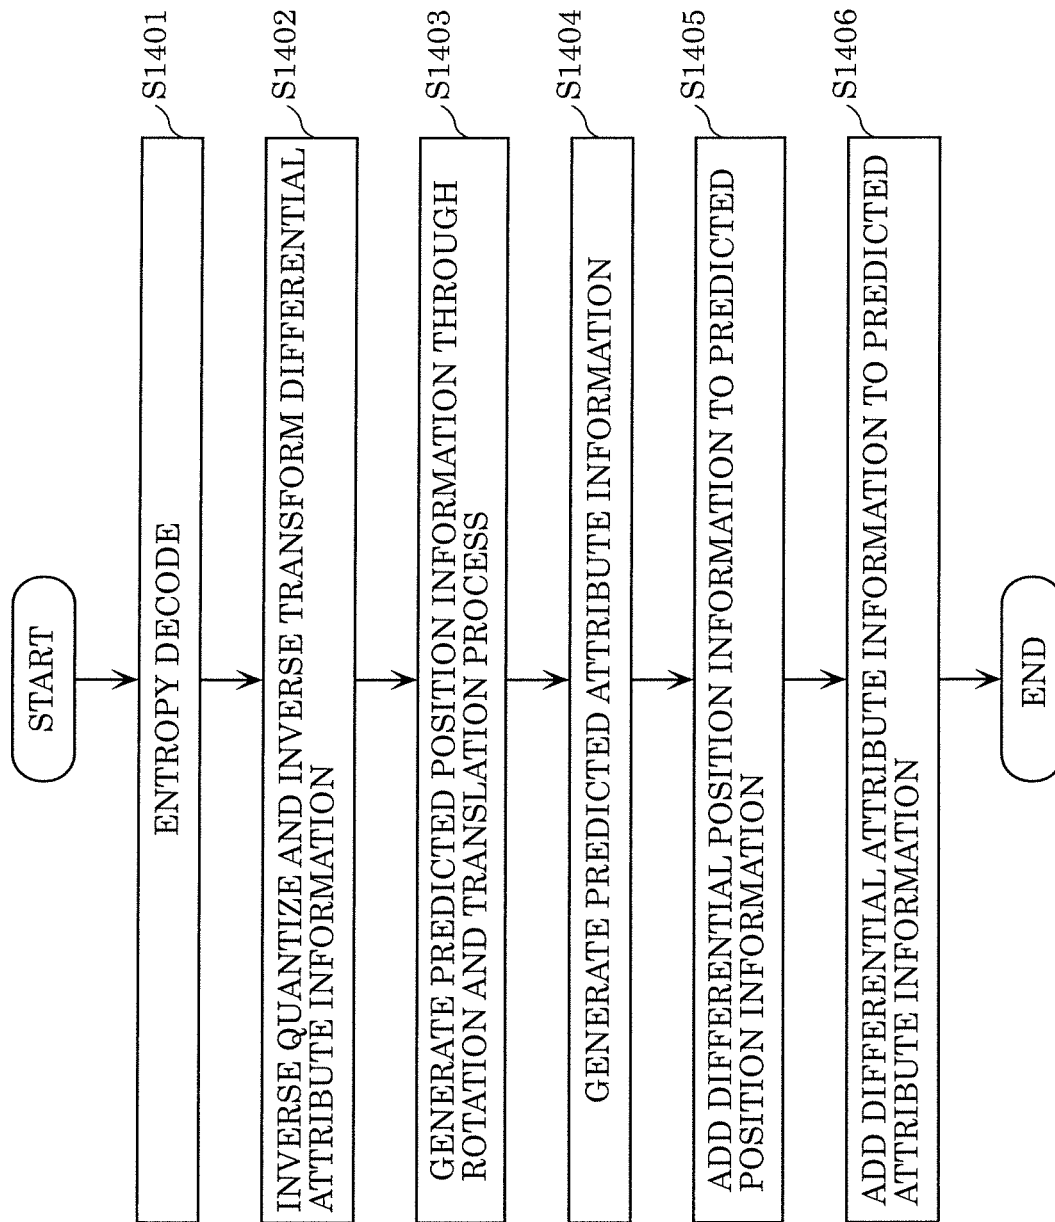 START
ENTROPY DECODE
S1401
INVERSE QUANTIZE AND INVERSE TRANSFORM DIFFERENTIAL
ATTRIBUTE INFORMATION
S1402
GENERATE PREDICTED POSITION INFORMATION THROUGH
ROTATION AND TRANSLATION PROCESS
S1403
GENERATE PREDICTED ATTRIBUTE INFORMATION
S1404
ADD DIFFERENTIAL POSITION INFORMATION TO PREDICTED
POSITION INFORMATION
S1405
ADD DIFFERENTIAL ATTRIBUTE INFORMATION TO PREDICTED
ATTRIBUTE INFORMATION
S1406
END